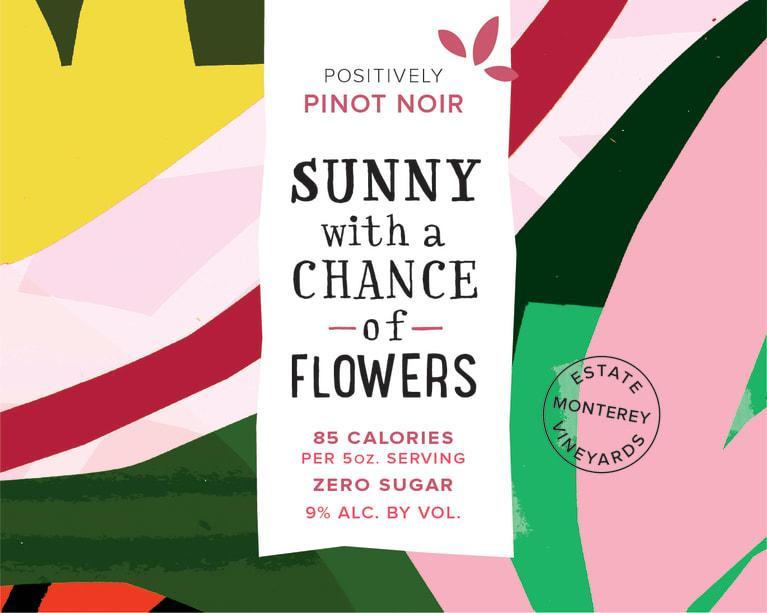 POSITIVELY
PINOT NOIR
SUNNY
with a
CHANCE
of
FLOWERS
85 CALORIES
PER 5oz. SERVING
ZERO SUGAR
9% ALC. BY VOL.
ESTATE
MONTEREY
VINEYARDS